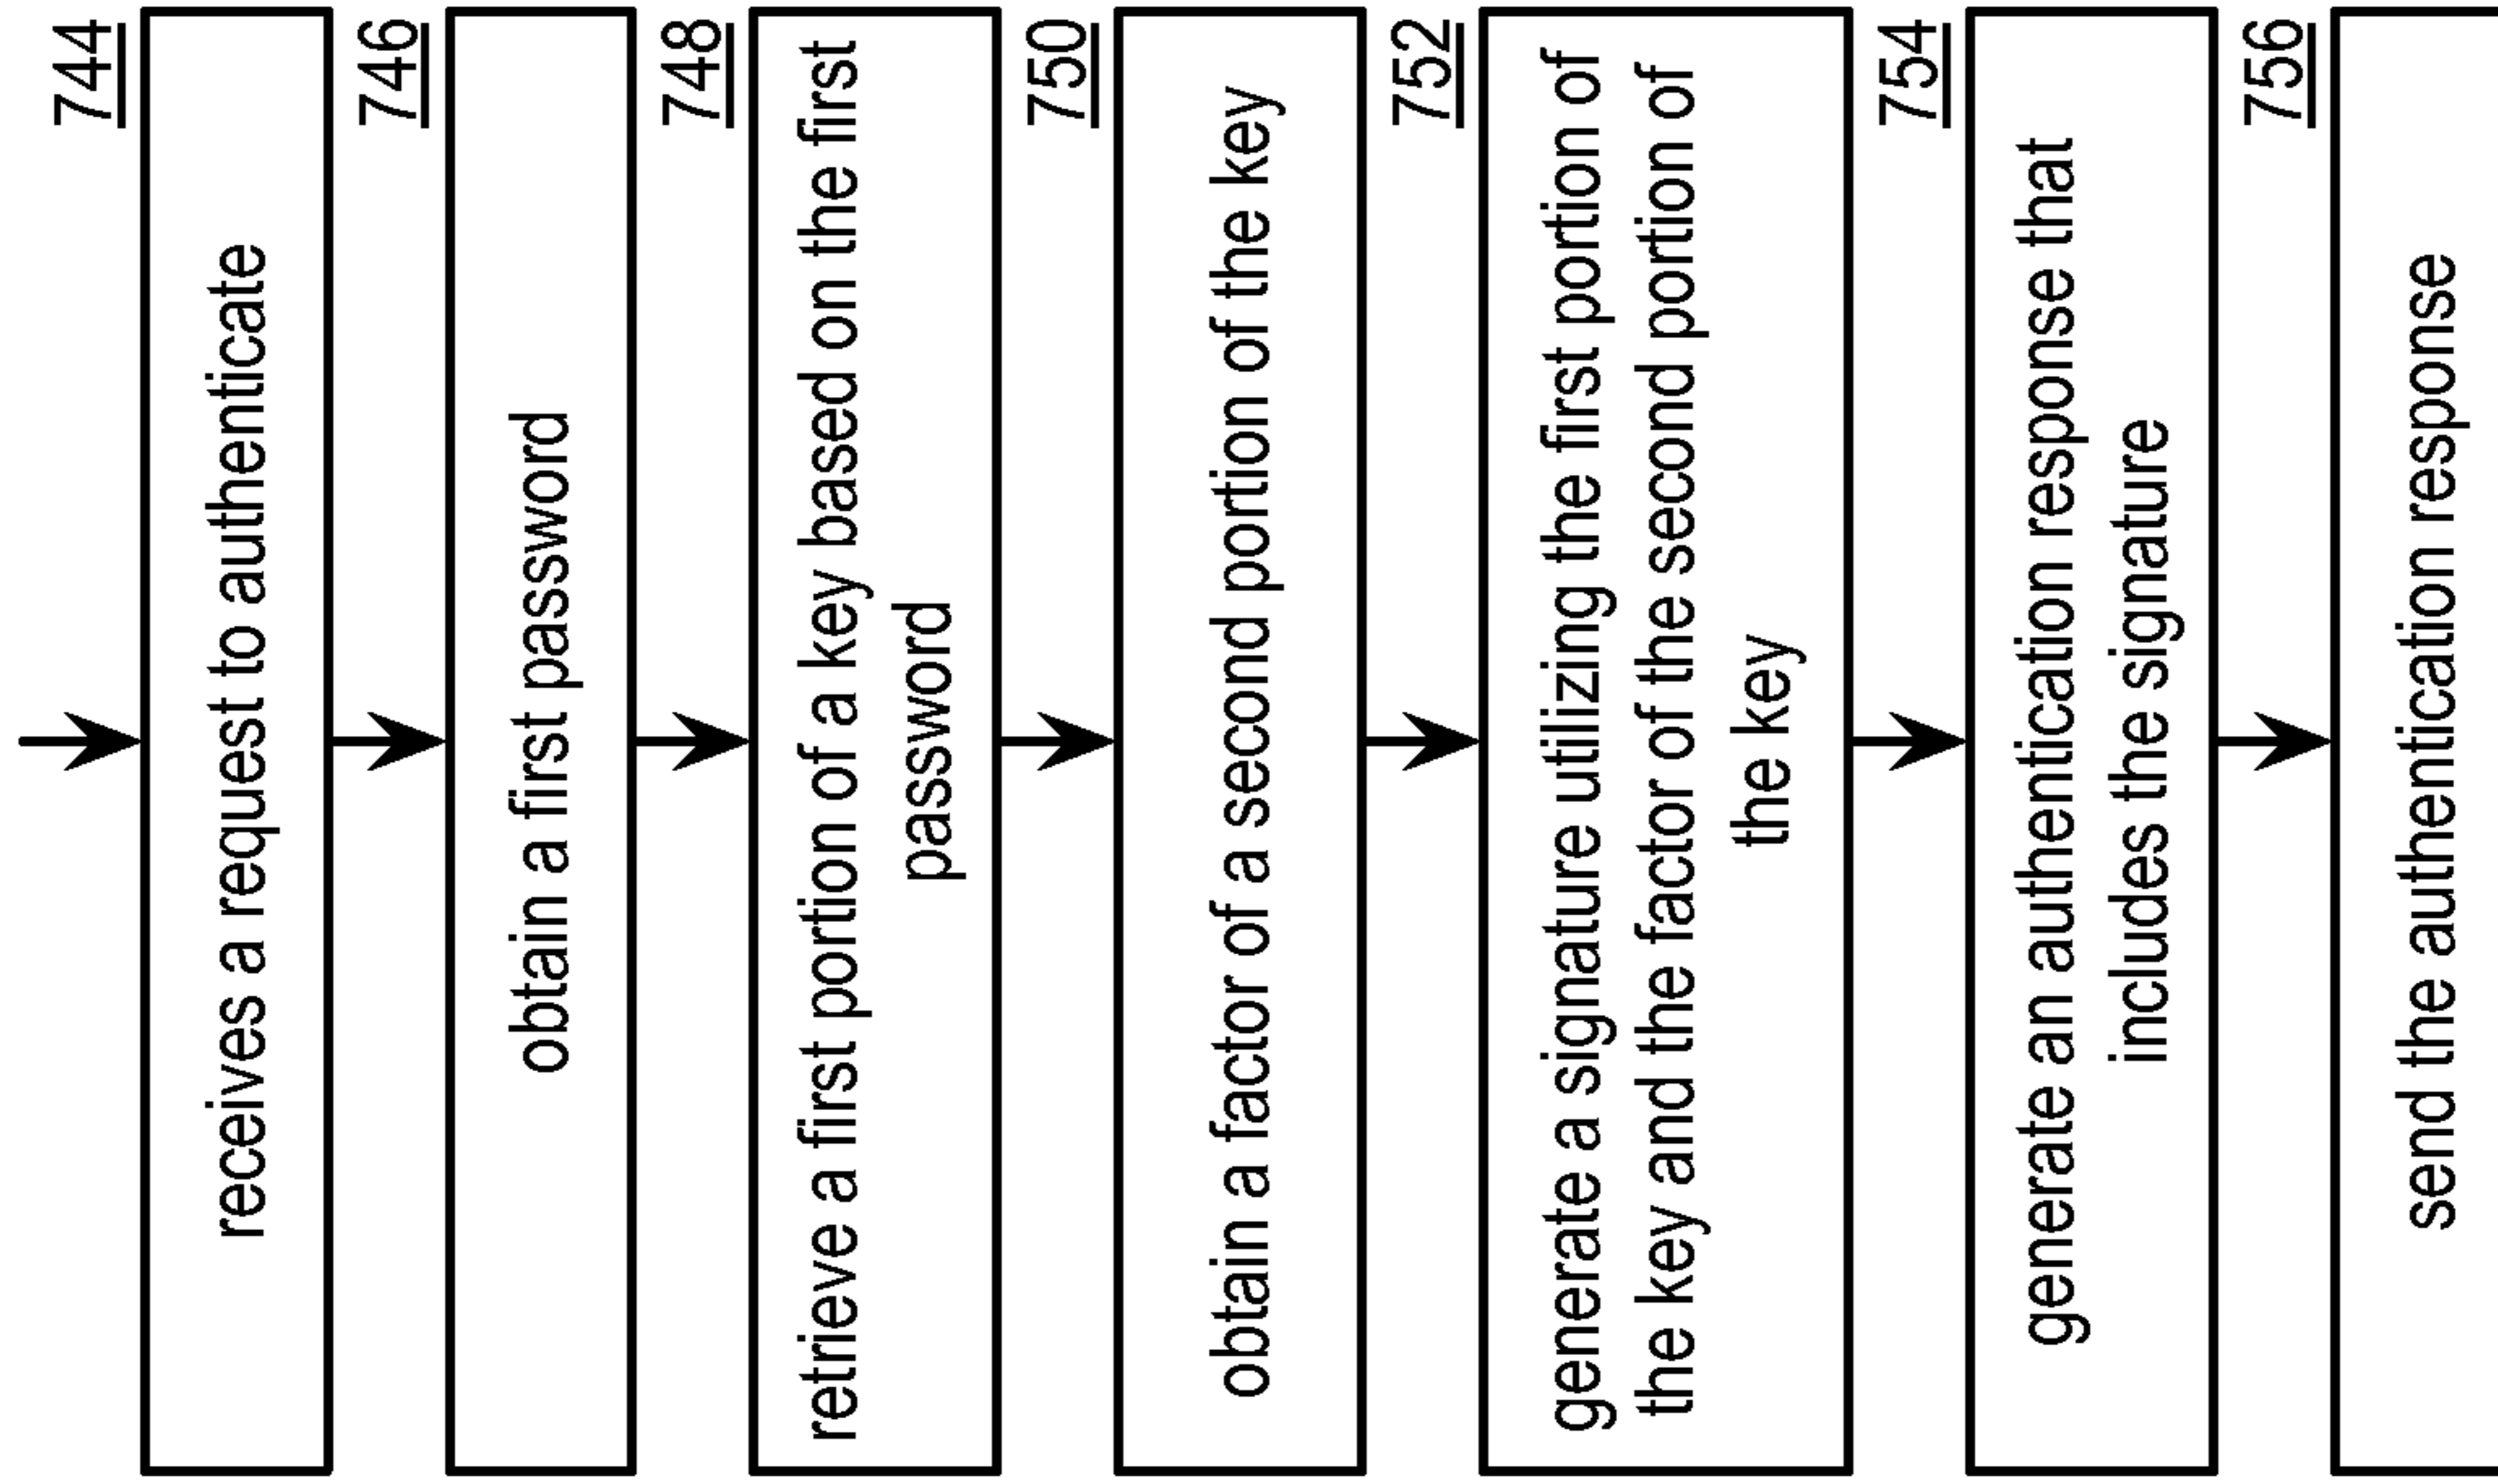 744
receives a request to authenticate
746
obtain a first password
748
retrieve a first portion of a key based on the first
password
750
obtain a factor of a second portion of the key
752
generate a signature utilizing the first portion of
the key and the factor of the second portion of
the key
754
generate an authentication response that
includes the signature
756
send the authentication response